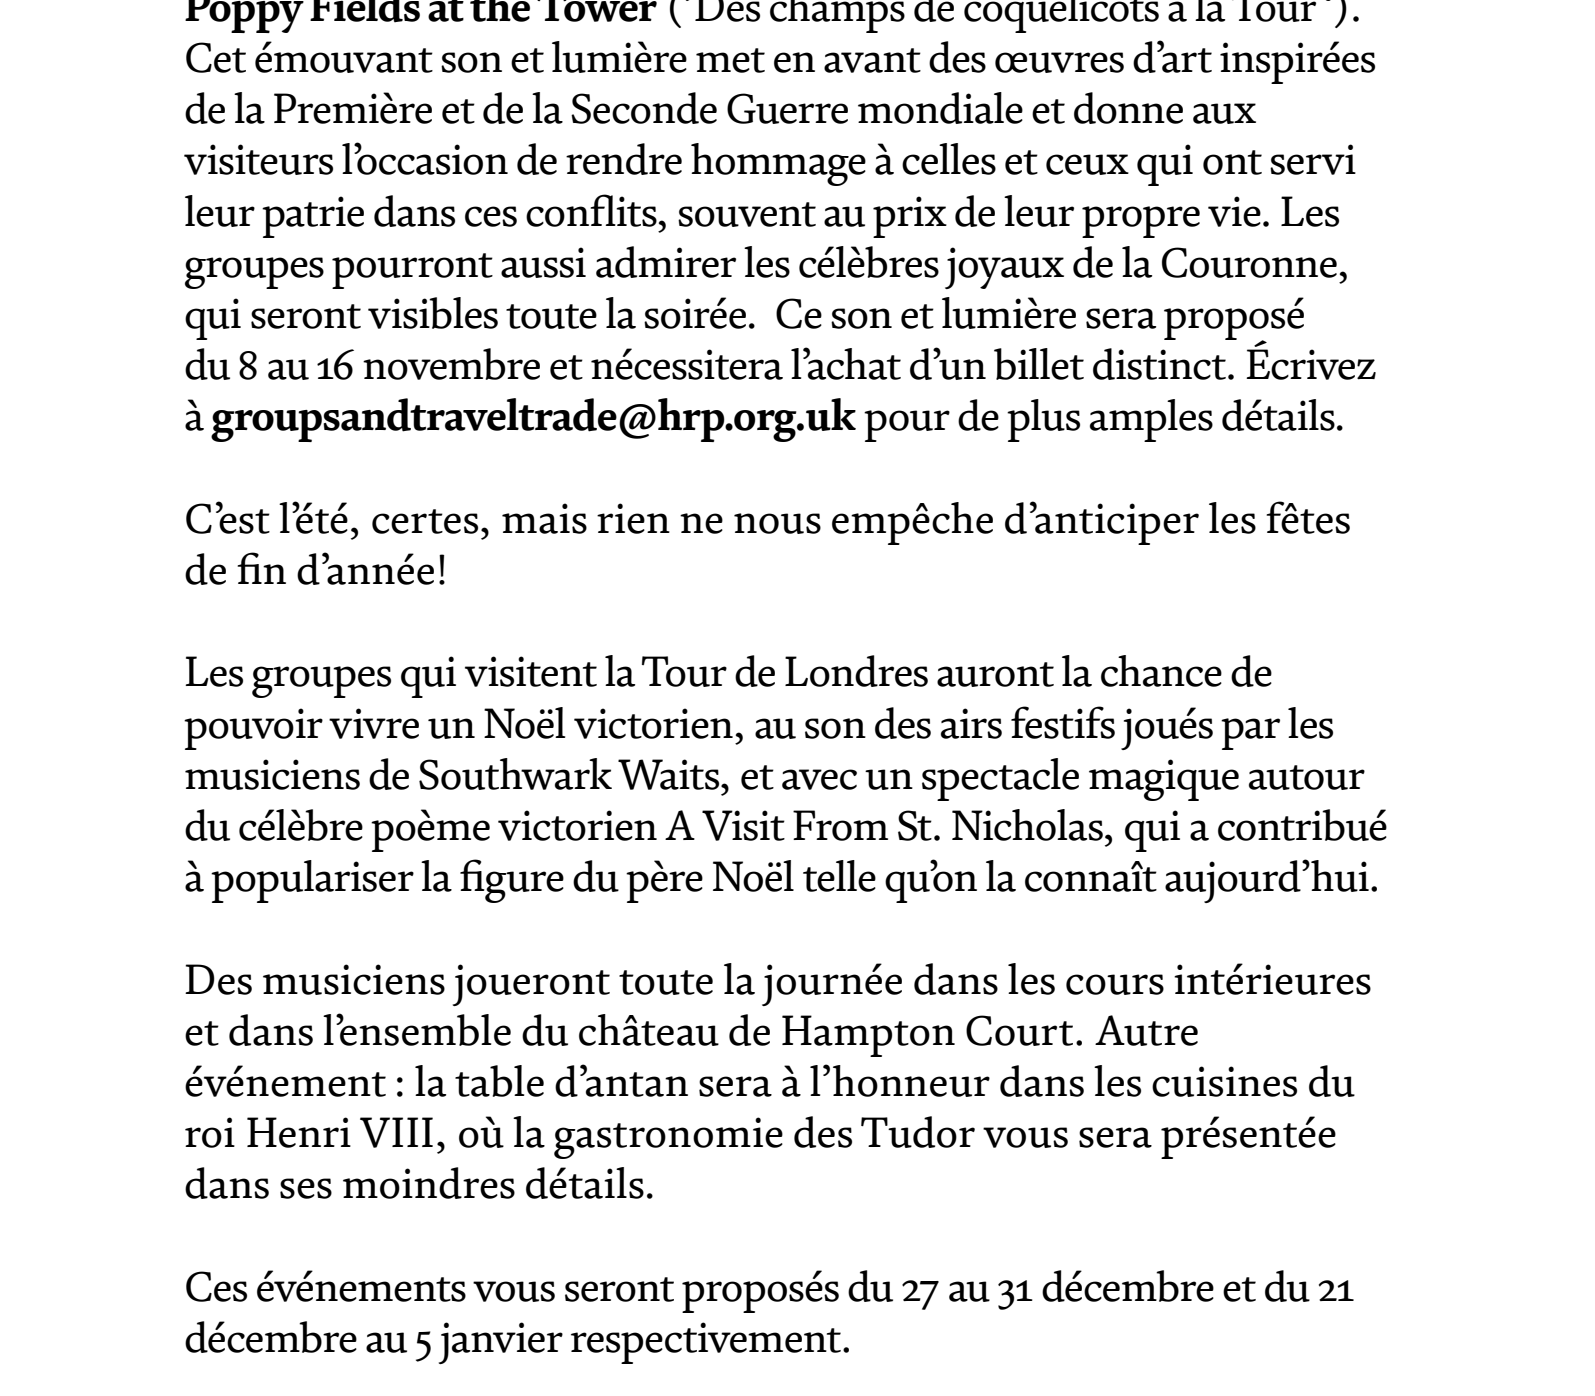 Poppy Fields at the Tower ('Des champs de coquelicots à la Tour').
Cet émouvant son et lumière met en avant des œuvres d’art inspirées
de la Première et de la Seconde Guerre mondiale et donne aux
visiteurs l’occasion de rendre hommage à celles et ceux qui ont servi
leur patrie dans ces conflits, souvent au prix de leur propre vie. Les
groupes pourront aussi admirer les célèbres joyaux de la Couronne,
qui seront visibles toute la soirée.  Ce son et lumière sera proposé
du 8 au 16 novembre et nécessitera l’achat d’un billet distinct. Écrivez
à groupsandtraveltrade@hrp.org.uk pour de plus amples détails.
C’est l’été, certes, mais rien ne nous empêche d’anticiper les fêtes
de fin d’année!
Les groupes qui visitent la Tour de Londres auront la chance de
pouvoir vivre un Noël victorien, au son des airs festifs joués par les
musiciens de Southwark Waits, et avec un spectacle magique autour
du célèbre poème victorien A Visit From St. Nicholas, qui a contribué
à populariser la figure du père Noël telle qu’on la connaît aujourd’hui.
Des musiciens joueront toute la journée dans les cours intérieures
et dans l’ensemble du château de Hampton Court. Autre
événement : la table d’antan sera à l’honneur dans les cuisines du
roi Henri VIII, où la gastronomie des Tudor vous sera présentée
dans ses moindres détails.
Ces événements vous seront proposés du 27 au 31 décembre et du 21
décembre au 5 janvier respectivement.